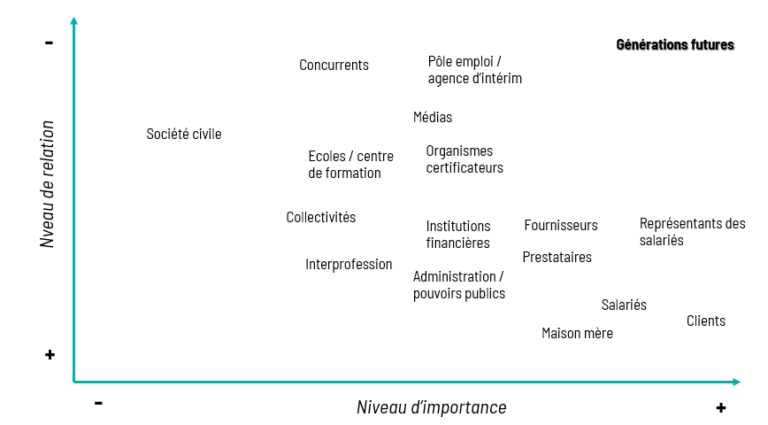 -
Générations futures
Concurrents
Pôle emploi /
agence d'intérim
Médias
Société civile
Ecoles / centre
de formation
Organismes
certificateurs
Nveau de relation
Collectivités
Institutions
financières
Fournisseurs
Représentants des
salariés
Interprofession
Prestataires
Administration /
pouvoirs publics
Salariés
Clients
Maison mère
+
-
Niveau d'importance
+